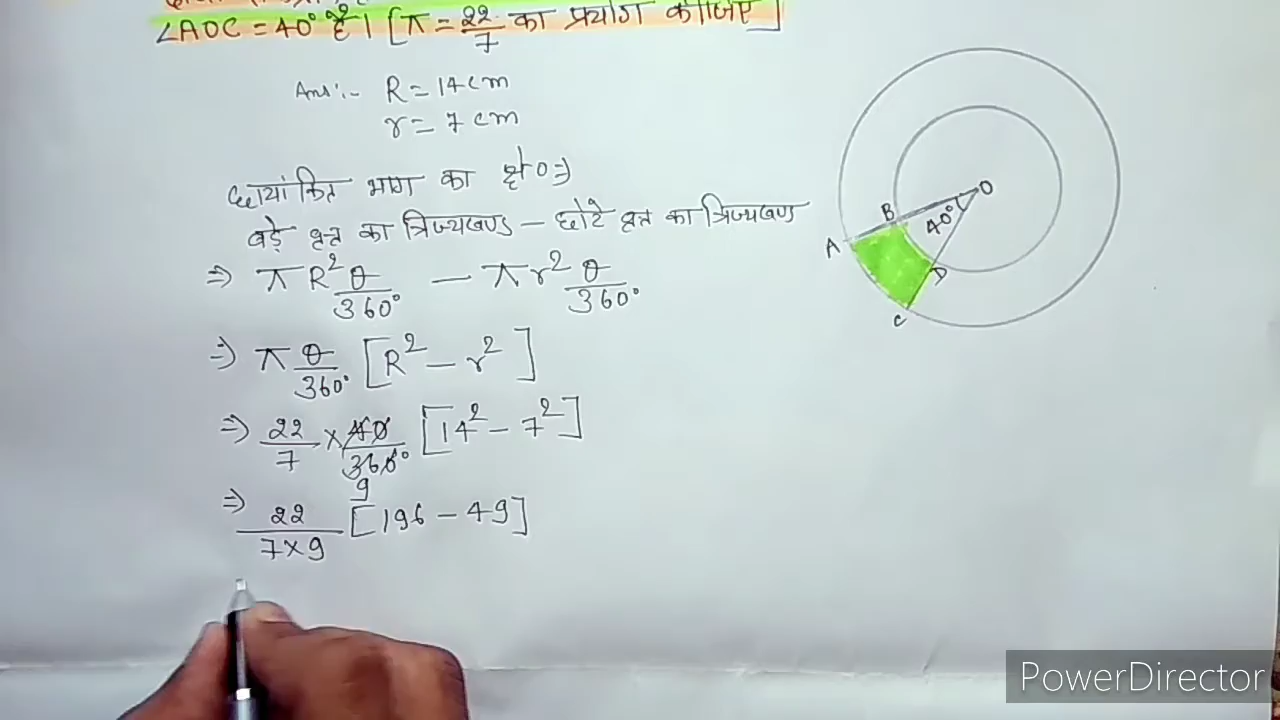 ∠AOC = 40° है। [π = 22/7 का प्रयोग कीजिए]
Ans:- R = 14 cm
r = 7 cm
छायांकित भाग का क्षे० ⇒
बड़े वृत्त का त्रिज्यखण्ड – छोटे वृत्त का त्रिज्यखण्ड
⇒ πR² θ/360° – πr² θ/360°
⇒ π θ/360° [R² – r²]
⇒ 22/7 × 40/360° [14² – 7²]
9
⇒ 22/7×9 [196 – 49]
O
B
40°
A
D
C
PowerDirector